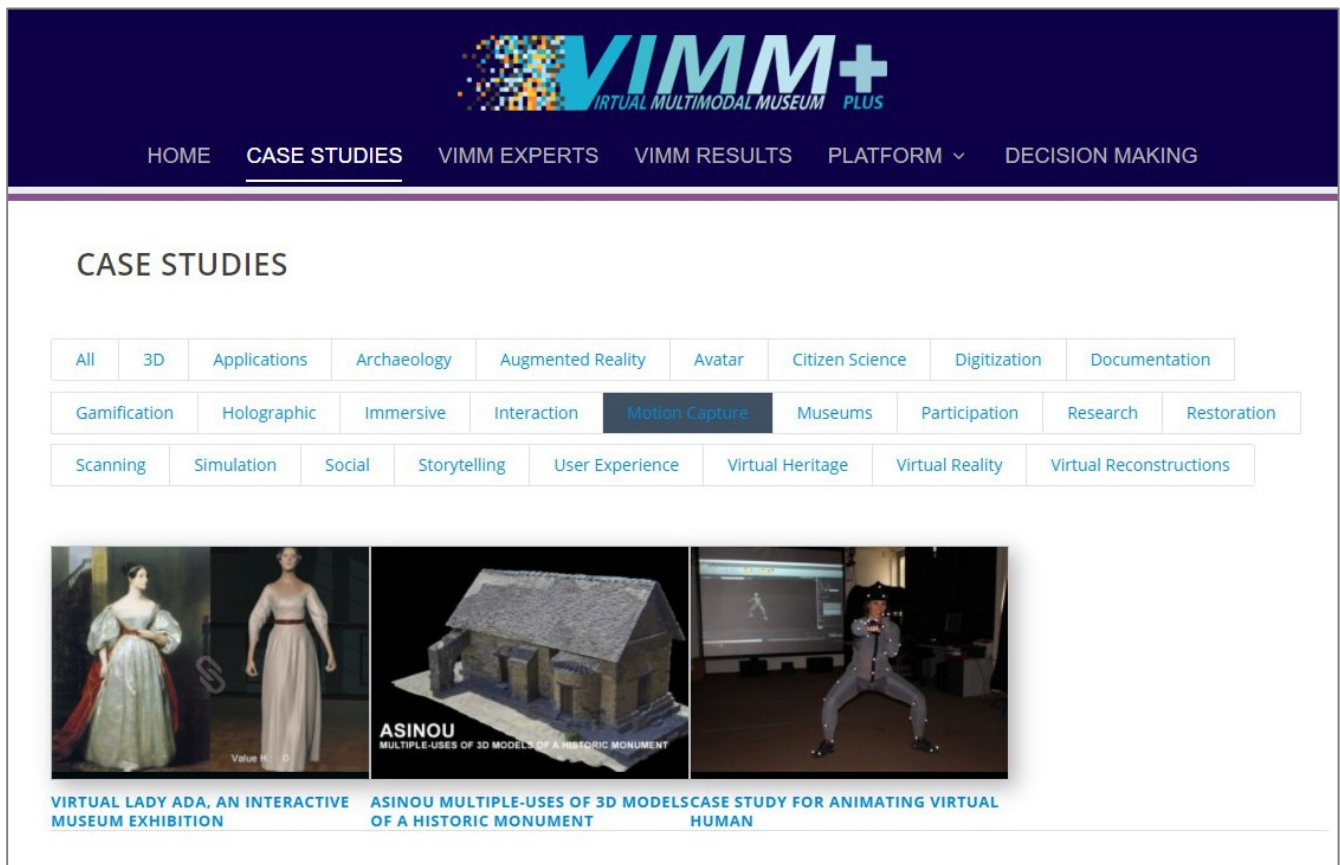 VIMM+
VIRTUAL MULTIMODAL MUSEUM PLUS
HOME CASE STUDIES VIMM EXPERTS VIMM RESULTS PLATFORM DECISION MAKING
CASE STUDIES
All 3D Applications Archaeology Augmented Reality Avatar Citizen Science Digitization Documentation
Gamification Holographic Immersive Interaction Motion Capture Museums Participation Research Restoration
Scanning Simulation Social Storytelling User Experience Virtual Heritage Virtual Reality Virtual Reconstructions
Value H : 0
ASINOU
MULTIPLE-USES OF 3D MODELS OF A HISTORIC MONUMENT
VIRTUAL LADY ADA, AN INTERACTIVE
MUSEUM EXHIBITION
ASINOU MULTIPLE-USES OF 3D MODELS
OF A HISTORIC MONUMENT
CASE STUDY FOR ANIMATING VIRTUAL
HUMAN